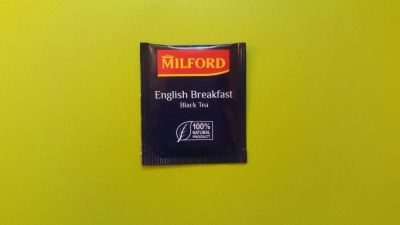 MILFORD
English Breakfast
Black Tea
100%
NATURAL
PRODUCT